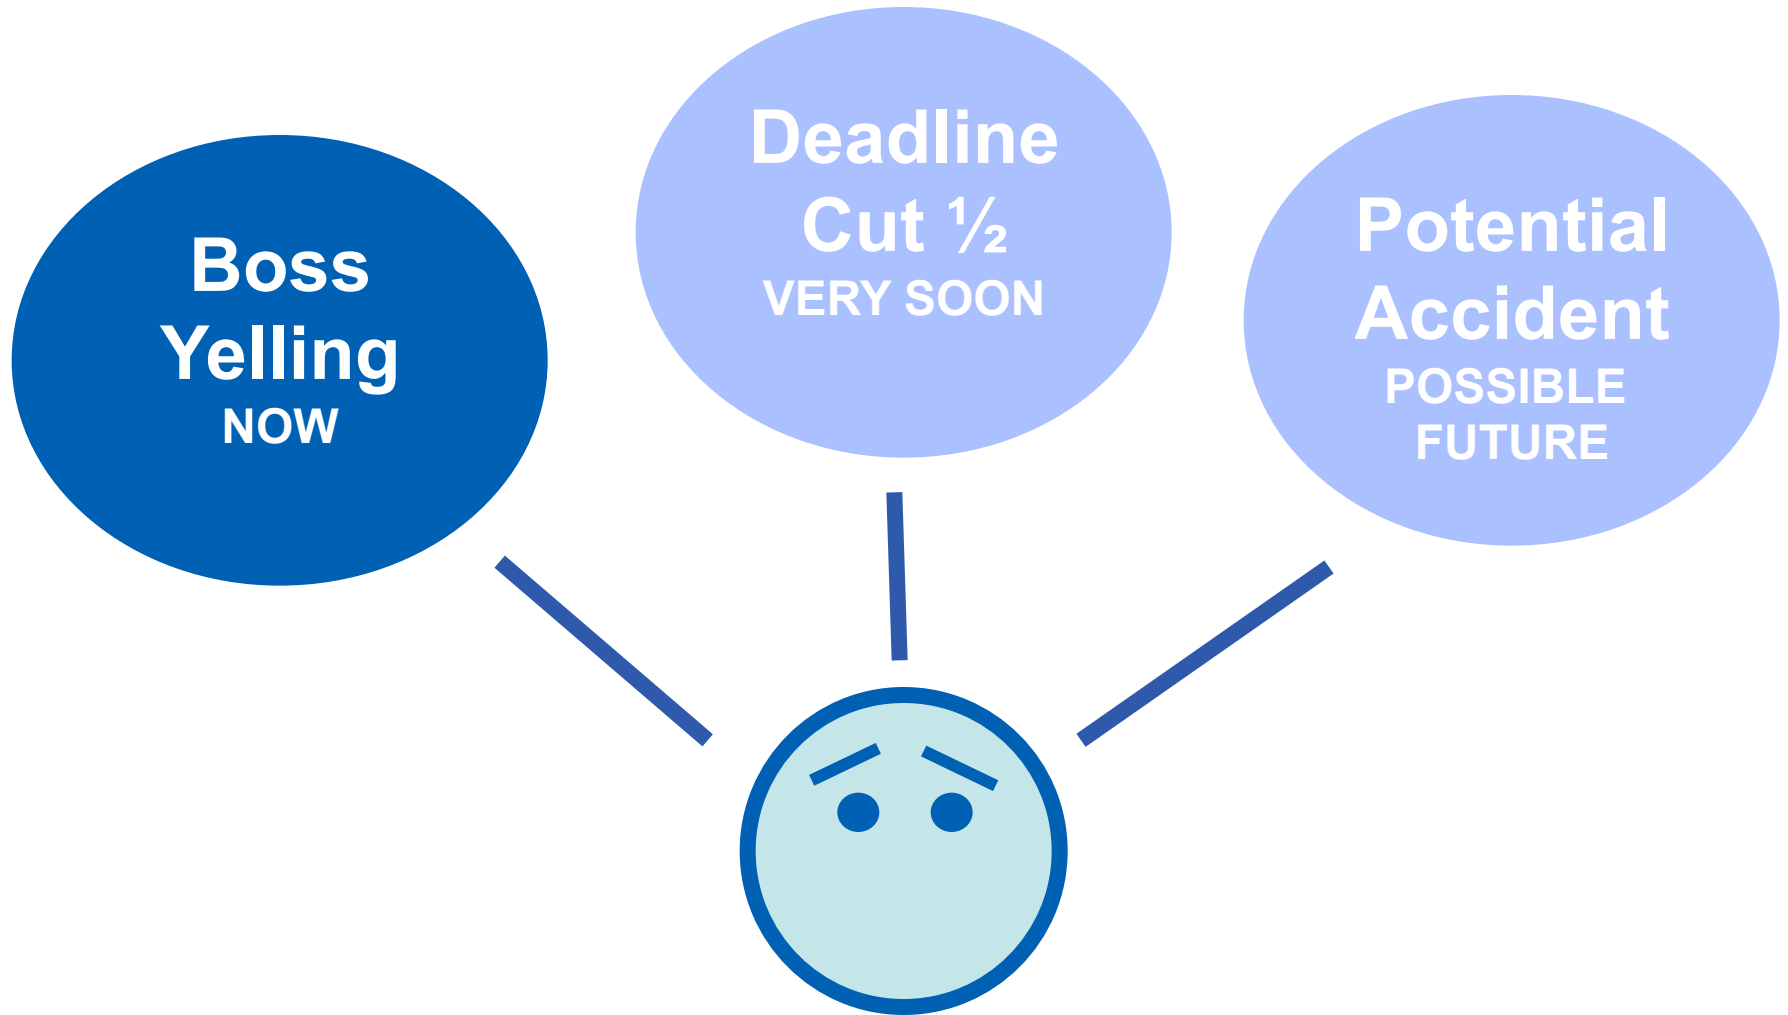 Boss
Yelling
NOW
Deadline
Cut ½
VERY SOON
Potential
Accident
POSSIBLE
FUTURE